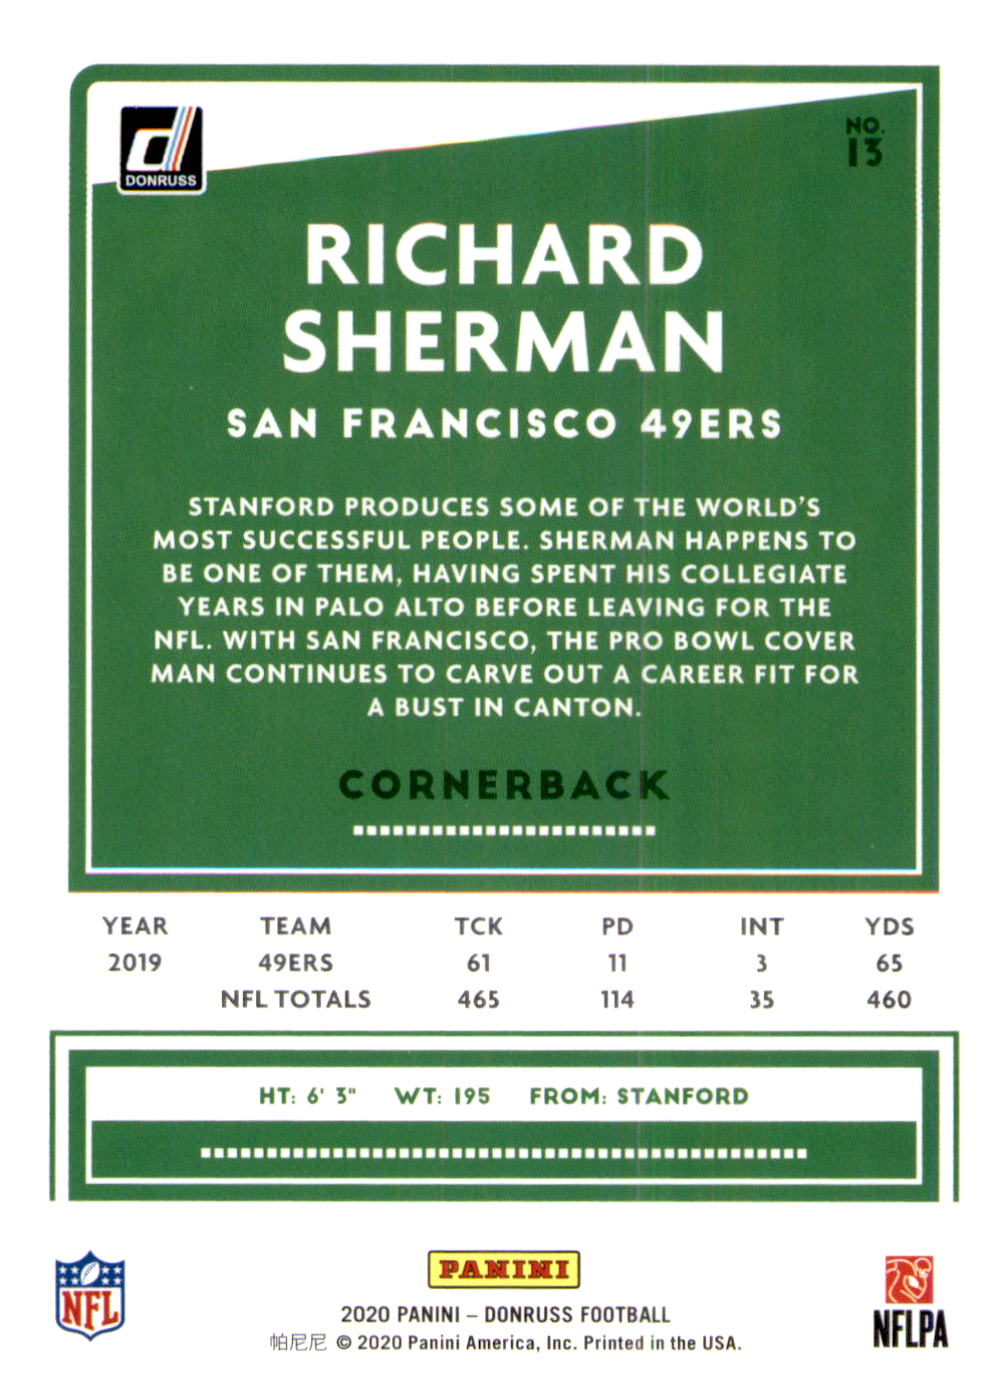 DONRUSS
NO.
13
RICHARD
SHERMAN
SAN FRANCISCO 49ERS
STANFORD PRODUCES SOME OF THE WORLD'S
MOST SUCCESSFUL PEOPLE. SHERMAN HAPPENS TO
BE ONE OF THEM, HAVING SPENT HIS COLLEGIATE
YEARS IN PALO ALTO BEFORE LEAVING FOR THE
NFL. WITH SAN FRANCISCO, THE PRO BOWL COVER
MAN CONTINUES TO CARVE OUT A CAREER FIT FOR
A BUST IN CANTON.
CORNERBACK
YEAR TEAM TCK PD INT YDS
2019 49ERS 61 11 3 65
NFL TOTALS 465 114 35 460
HT: 6' 3" WT: 195 FROM: STANFORD
NFL
PANINI
NFLPA
2020 PANINI – DONRUSS FOOTBALL
帕尼尼 © 2020 Panini America, Inc. Printed in the USA.